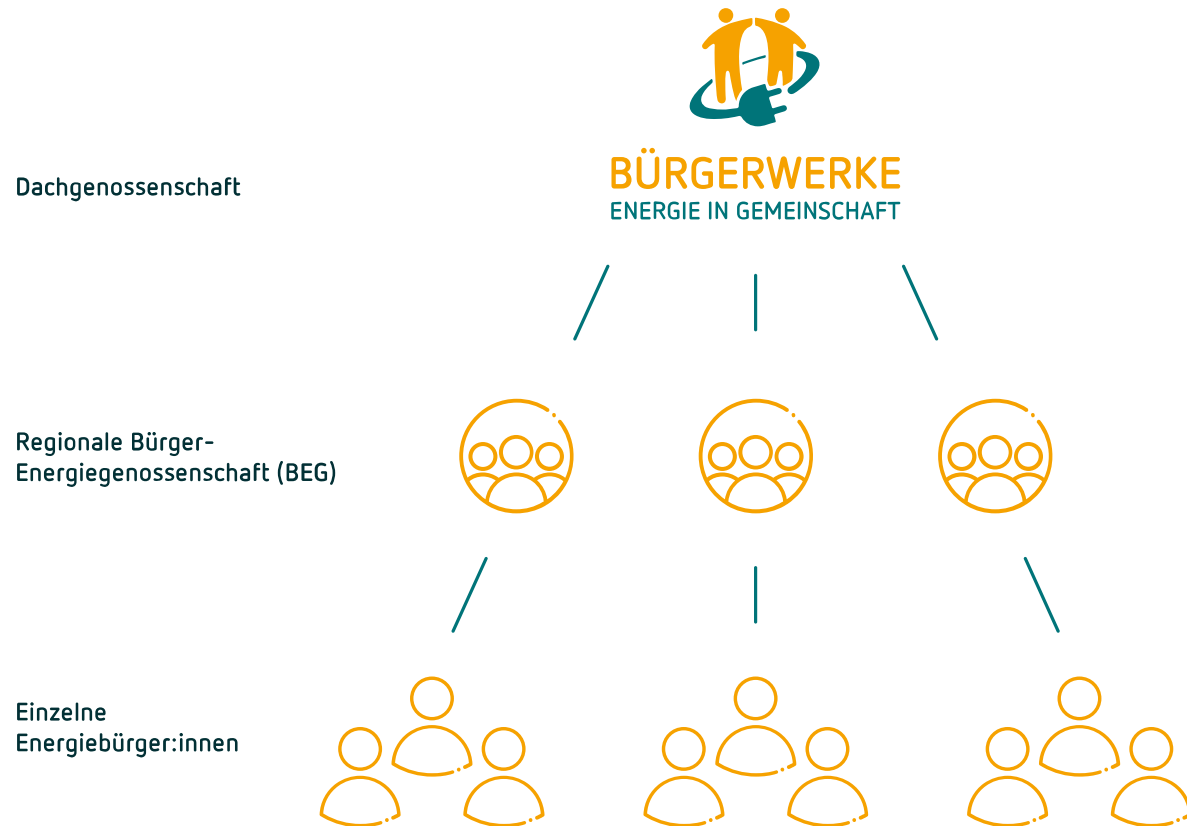 BÜRGERWERKE
ENERGIE IN GEMEINSCHAFT
Dachgenossenschaft
Regionale Bürger-
Energiegenossenschaft (BEG)
Einzelne
Energiebürger:innen